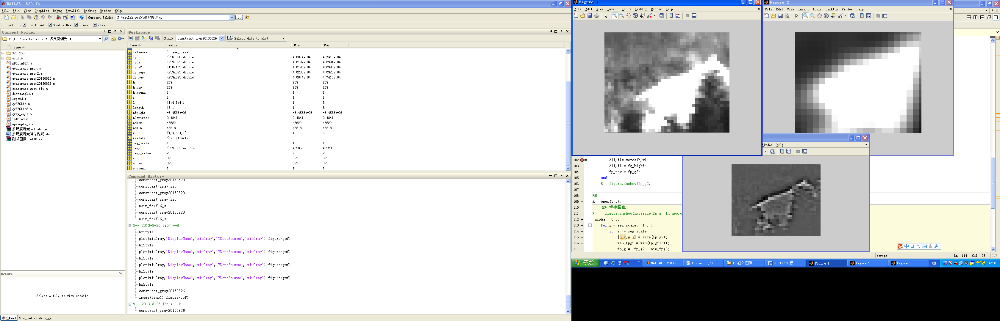 MATLAB R2011b
File Edit View Graphics Debug Parallel Desktop Window Help
Current Folder: J:\matlab work\多尺度调光
Shortcuts How to Add What's New close clear
Current Folder
J: matlab work 多尺度调光
Name
320_255
uint16
ABCLinDSP.m
constrast_gray.m
constrast_gray2.m
constrast_gray20130820.m
constrast_gray20130826.m
constrast_gray_iiv.m
downsample.m
expand.m
gcABCLin.m
gcABCLin2.m
gray_equa.m
im16to8.m
upsample_s.m
多尺度调光matlab.rar
多尺度调光算法说明.docx
测试图像uint16.rar
Details
Select a file to view details
Start Stopped in debugger
Workspace
Stack: constrast_gray20130826 Select data to plot
Name Value Min Max
filename1 'Frame_1.raw'
fp <256x320 double> 4.6074e+04 4.7410e+04
fp_g <259x323 double> 4.6197e+04 4.6991e+04
fp_g2 <130x162 double> 4.6198e+04 4.6990e+04
fp_gup2 <259x323 double> 4.6205e+04 4.6923e+04
fp_new <259x323 double> 4.6074e+04 4.7410e+04
h 259 259 259
h_new 259 259 259
h_round 1 1 1
i 1 1 1
l [1;4;6;4;1] 1 6
length [8,1] 1 8
nBright -6.4533e+03 -6.4533e+03 -6.4533e+03
nContrast 0.4847 0.4847 0.4847
nsMax 46622 46622 46622
nsMin 46218 46218 46218
r [1,4,6,4,1] 1 6
rawdata <8x1 struct>
seg_scale 1 1 1
temp1 <259x323 uint16> 46205 46923
temp_value 2 2 2
w 323 323 323
w_new 323 323 323
w_round 1 1 1
Command History
constrast_gray20130820
constrast_gray_iiv
constrast_gray20130820
constrast_gray_iiv
main_forY16_s
constrast_gray20130820
main_forY16_s
%-- 2013-8-26 9:57 --%
hxStyle
plot(miuGray,'DisplayName','miuGray','YDataSource','miuGray');figure(gcf)
hxStyle
plot(miuGray,'DisplayName','miuGray','YDataSource','miuGray');figure(gcf)
hxStyle
plot(miuGray,'DisplayName','miuGray','YDataSource','miuGray');figure(gcf)
hxStyle
plot(miuGray,'DisplayName','miuGray','YDataSource','miuGray');figure(gcf)
hxStyle
constrast_gray20130826
image(temp1);figure(gcf);
%-- 2013-8-26 13:14 --%
constrast_gray20130826
Figure 1
File Edit View Insert Tools Desktop Window Help
Figure 2
File Edit View Insert Tools Desktop Window Help
Window Help
102 A{1,i}= zeros(h,w);
103 A{1,i} = fg_highf;
104 fp_new = fp_g2;
105 end
106 % figure,imshow(fp_g2,[]);
107
108 %%
109 M = ones(3,3);
110 %% 重建图像
111 % figure,imshow(imresize(fp_g, [h_new,w
112 alpha = 0.3;
113 for i = seg_scale: -1 : 1;
114 if i >= seg_scale
115 [h_s,w_s] = size(fp_g2);
116 min_fpg2 = min(fp_g2(:));
117 fp_g = fp_g2 - min_fpg2;
中
script Ln 114 Col 28 OVR
开始 MATLAB R2011b Editor - J:\... I:\红外图像... 20130823(模... Figure 1 Figure 2 Figure 3 CH 14:26